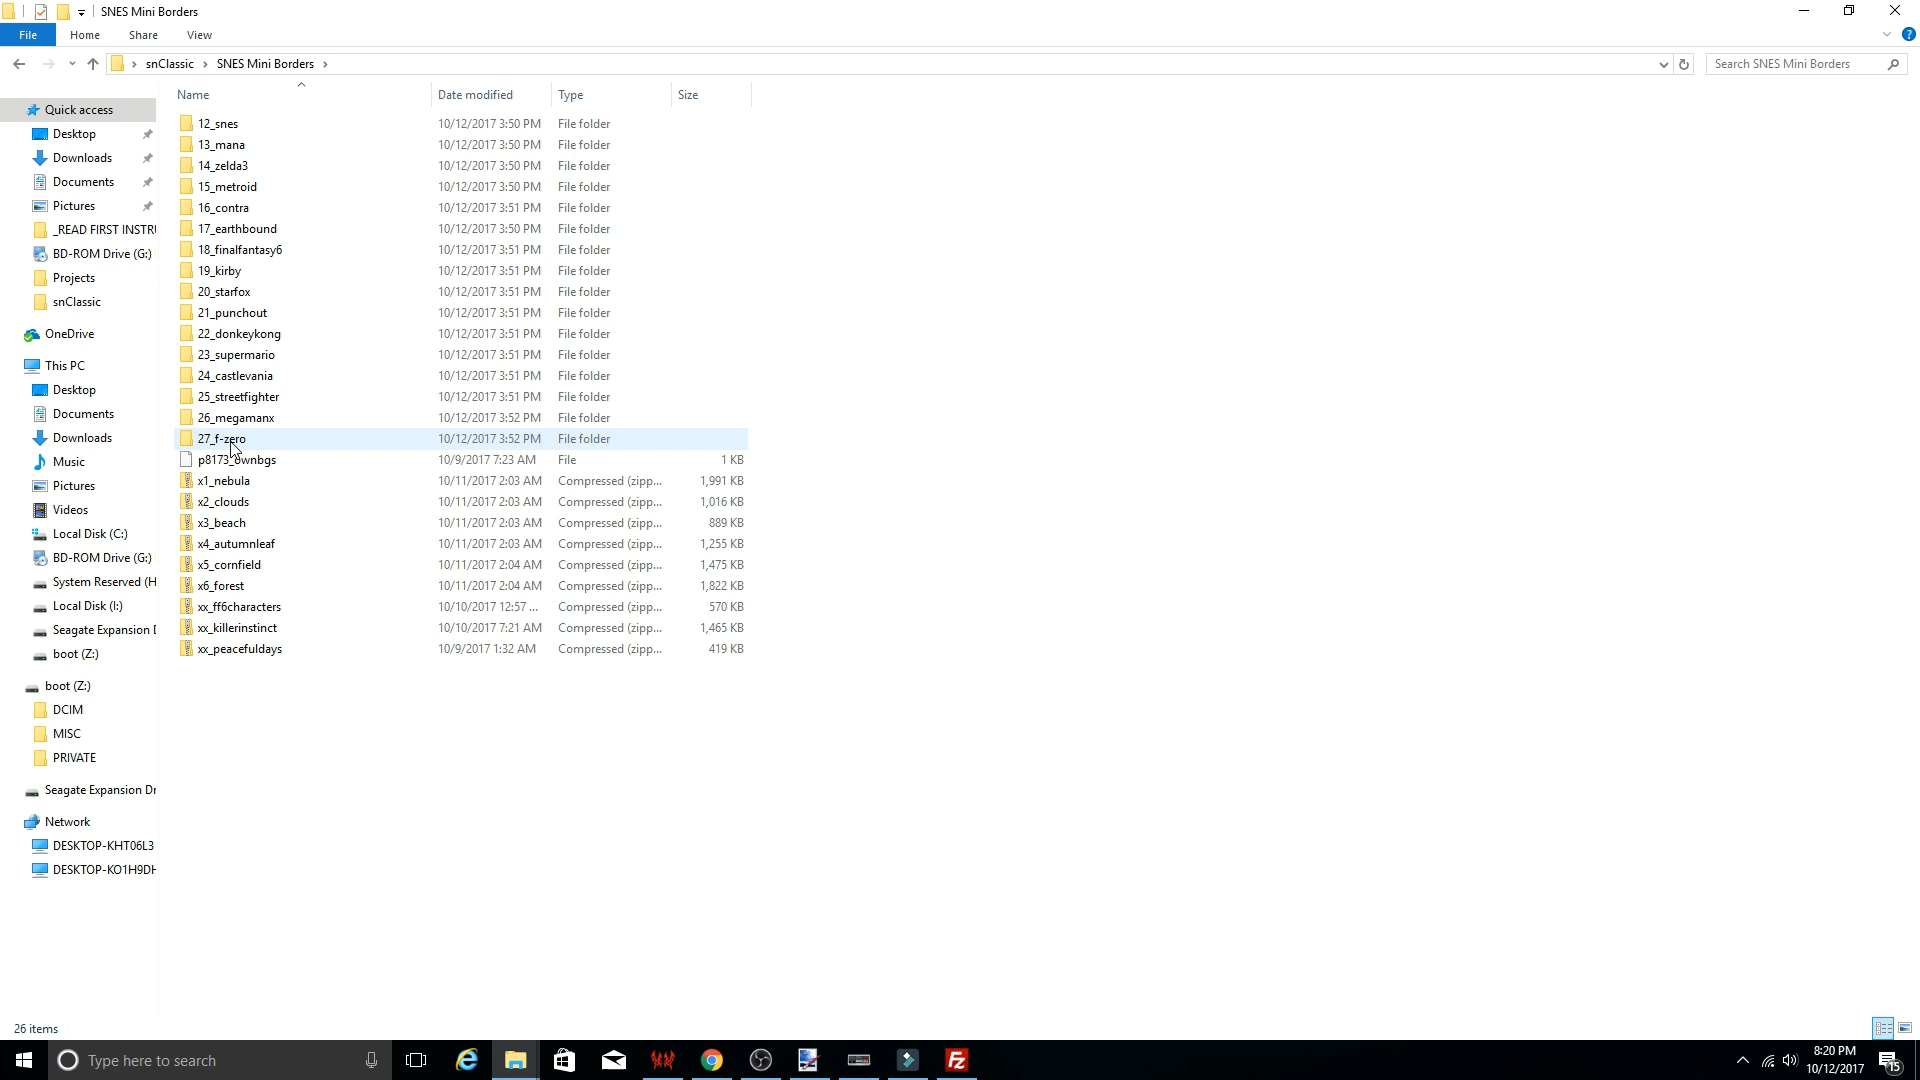 SNES Mini Borders
File Home Share View
snClassic SNES Mini Borders Search SNES Mini Borders
Name Date modified Type Size
Quick access
Desktop
Downloads
Documents
Pictures
_READ FIRST INSTRU
BD-ROM Drive (G:)
Projects
snClassic
OneDrive
This PC
Desktop
Documents
Downloads
Music
Pictures
Videos
Local Disk (C:)
BD-ROM Drive (G:)
System Reserved (H
Local Disk (I:)
Seagate Expansion D
boot (Z:)
boot (Z:)
DCIM
MISC
PRIVATE
Seagate Expansion Dr
Network
DESKTOP-KHT06L3
DESKTOP-KO1H9DH
12_snes 10/12/2017 3:50 PM File folder
13_mana 10/12/2017 3:50 PM File folder
14_zelda3 10/12/2017 3:50 PM File folder
15_metroid 10/12/2017 3:50 PM File folder
16_contra 10/12/2017 3:51 PM File folder
17_earthbound 10/12/2017 3:50 PM File folder
18_finalfantasy6 10/12/2017 3:51 PM File folder
19_kirby 10/12/2017 3:51 PM File folder
20_starfox 10/12/2017 3:51 PM File folder
21_punchout 10/12/2017 3:51 PM File folder
22_donkeykong 10/12/2017 3:51 PM File folder
23_supermario 10/12/2017 3:51 PM File folder
24_castlevania 10/12/2017 3:51 PM File folder
25_streetfighter 10/12/2017 3:51 PM File folder
26_megamanx 10/12/2017 3:52 PM File folder
27_f-zero 10/12/2017 3:52 PM File folder
p8173_ownbgs 10/9/2017 7:23 AM File 1 KB
x1_nebula 10/11/2017 2:03 AM Compressed (zipp... 1,991 KB
x2_clouds 10/11/2017 2:03 AM Compressed (zipp... 1,016 KB
x3_beach 10/11/2017 2:03 AM Compressed (zipp... 889 KB
x4_autumnleaf 10/11/2017 2:03 AM Compressed (zipp... 1,255 KB
x5_cornfield 10/11/2017 2:04 AM Compressed (zipp... 1,475 KB
x6_forest 10/11/2017 2:04 AM Compressed (zipp... 1,822 KB
xx_ff6characters 10/10/2017 12:57 ... Compressed (zipp... 570 KB
xx_killerinstinct 10/10/2017 7:21 AM Compressed (zipp... 1,465 KB
xx_peacefuldays 10/9/2017 1:32 AM Compressed (zipp... 419 KB
26 items
Type here to search
8:20 PM
10/12/2017
15